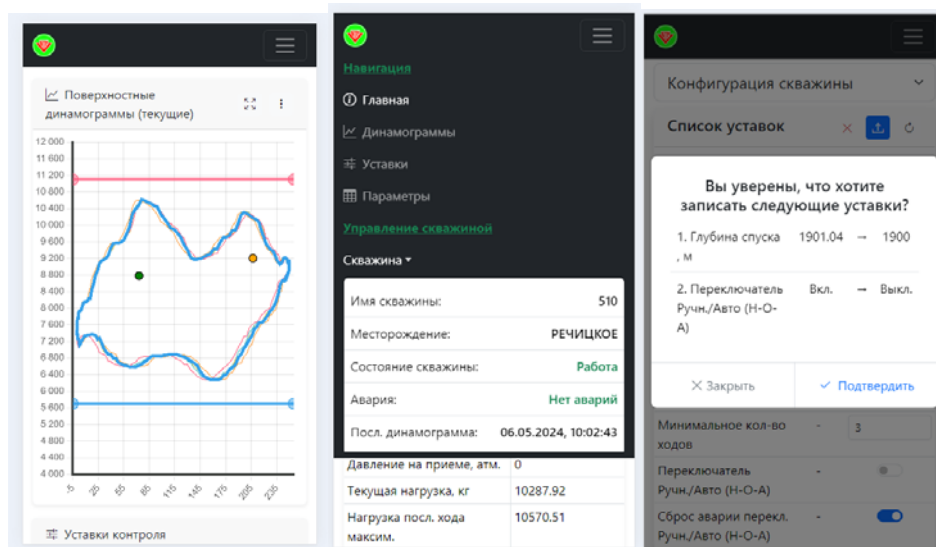 Поверхностные
динамограммы (текущие)
12 000
11 600
11 200
10 800
10 400
10 000
9 600
9 200
8 800
8 400
8 000
7 600
7 200
6 800
6 400
6 000
5 600
5 200
4 800
4 400
4 000
-5 25 55 85 115 145 175 205 235
Уставки контроля
Навигация
Главная
Динамограммы
Уставки
Параметры
Управление скважиной
Скважина
Имя скважины: 510
Месторождение: РЕЧИЦКОЕ
Состояние скважины: Работа
Авария: Нет аварий
Посл. динамограмма: 06.05.2024, 10:02:43
Давление на приеме, атм. 0
Текущая нагрузка, кг 10287.92
Нагрузка посл. хода 10570.51
максим.
Конфигурация скважины
Список уставок
Вы уверены, что хотите
записать следующие уставки?
1. Глубина спуска 1901.04 → 1900
, м
2. Переключатель Вкл. → Выкл.
Ручн./Авто (Н-О-
А)
Закрыть Подтвердить
Минимальное кол-во - 3
ходов
Переключатель -
Ручн./Авто (Н-О-А)
Сброс аварии перекл. -
Ручн./Авто (Н-О-А)